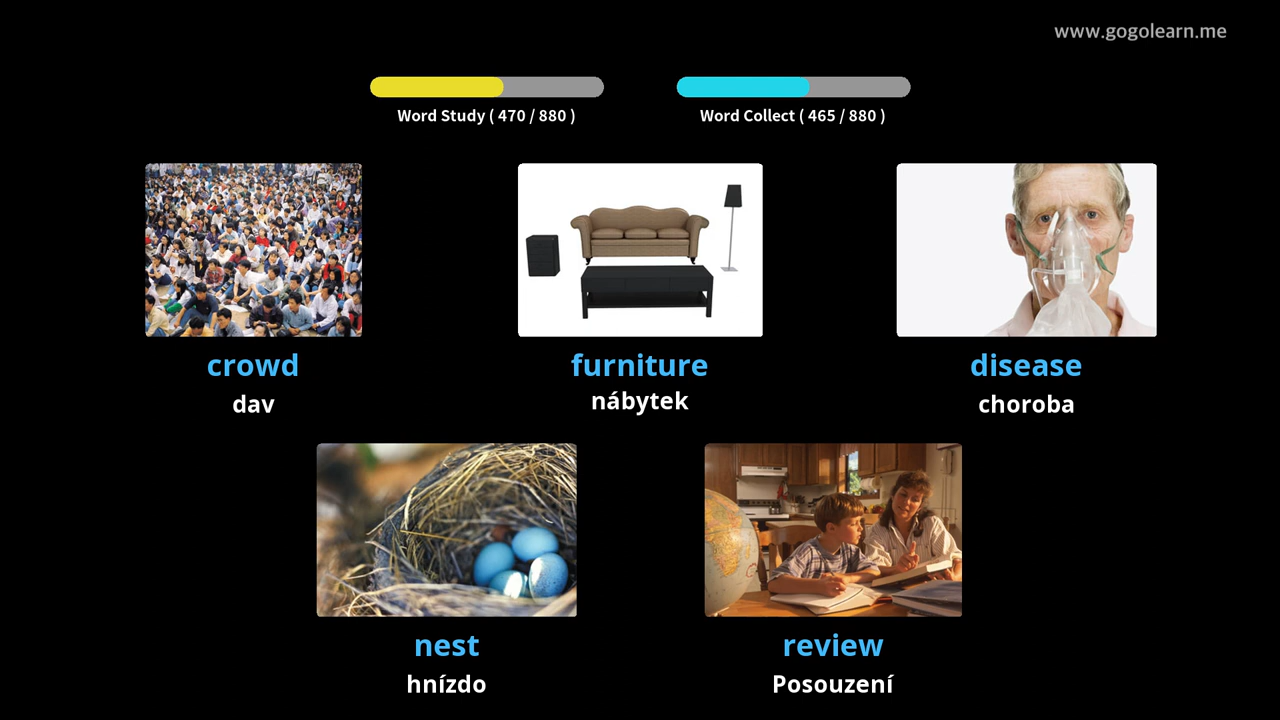 www.gogolearn.me
Word Study ( 470 / 880 )
Word Collect ( 465 / 880 )
crowd
dav
furniture
nábytek
disease
choroba
nest
hnízdo
review
Posouzení